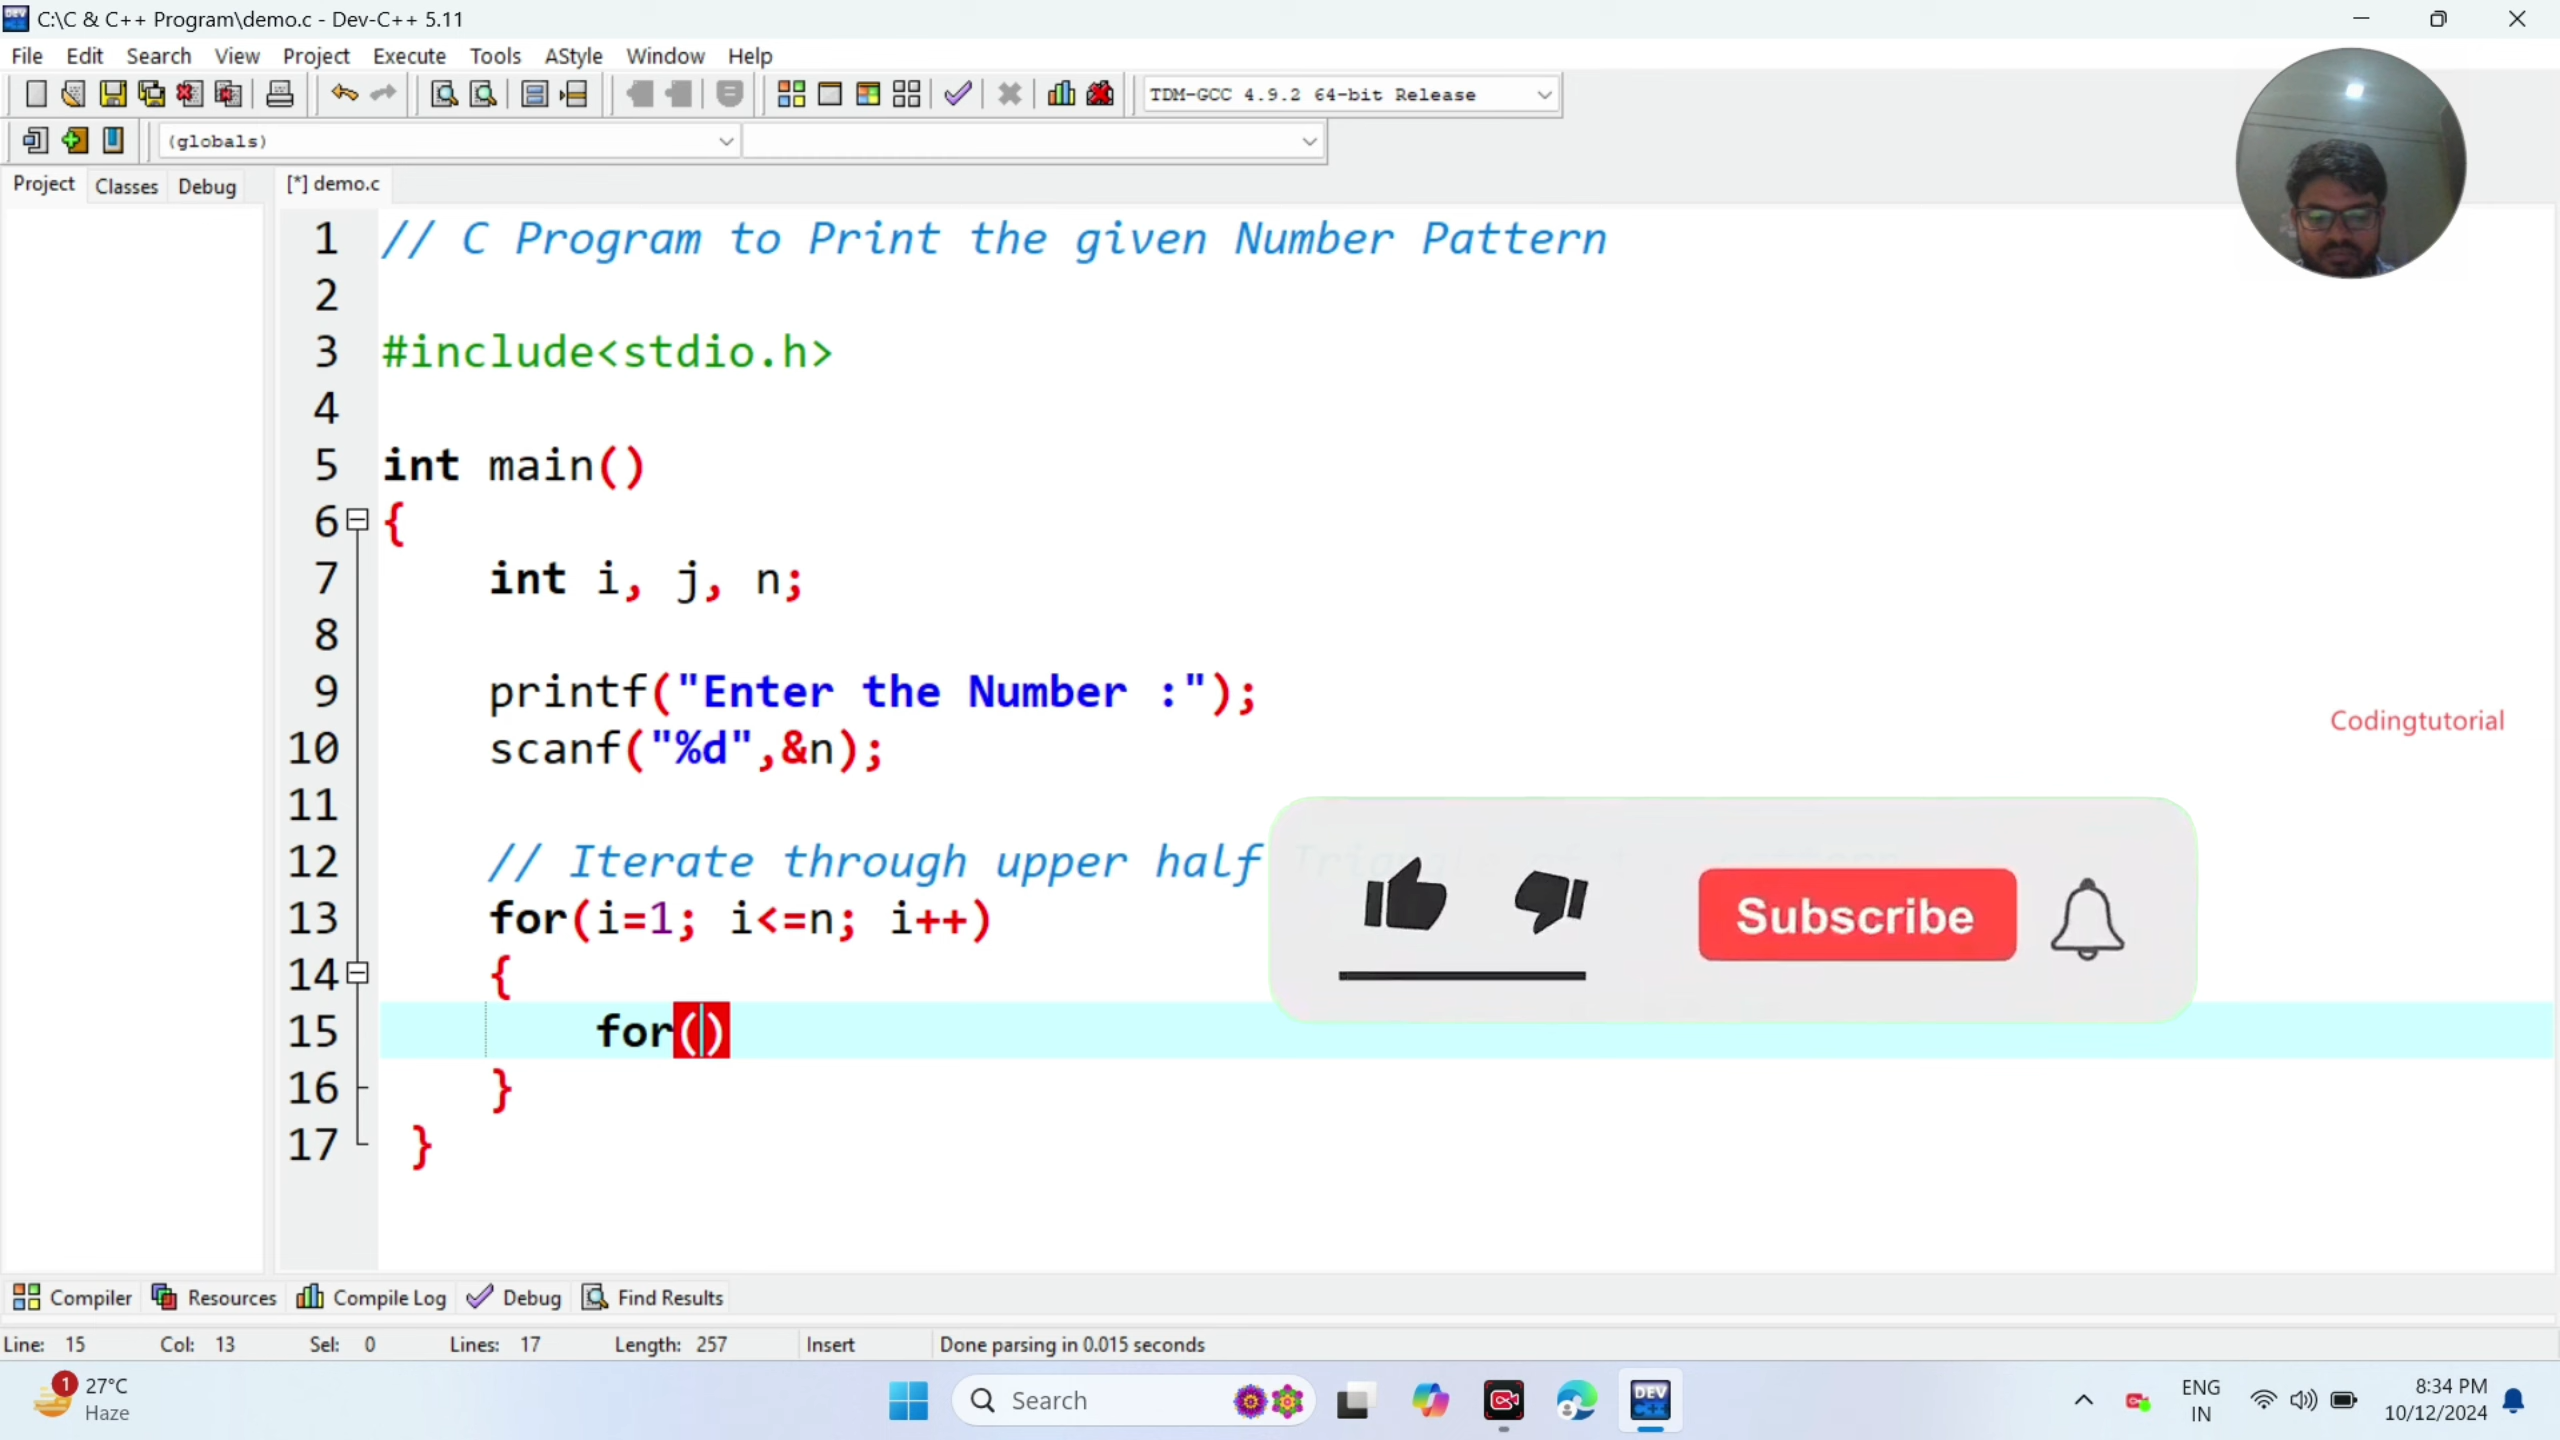 C:\C & C++ Program\demo.c - Dev-C++ 5.11
File Edit Search View Project Execute Tools AStyle Window Help
TDM-GCC 4.9.2 64-bit Release
(globals)
Project Classes Debug [*] demo.c
1 // C Program to Print the given Number Pattern
2
3 #include<stdio.h>
4
5 int main()
6 {
7 int i, j, n;
8
9 printf("Enter the Number :");
10 scanf("%d",&n);
11
12 // Iterate through upper half
13 for(i=1; i<=n; i++)
14 {
15 for()
16 }
17 }
Codingtutorial
Subscribe
Compiler Resources Compile Log Debug Find Results
Line: 15 Col: 13 Sel: 0 Lines: 17 Length: 257 Insert Done parsing in 0.015 seconds
1 27°C
Haze
Search
DEV
C++
ENG
IN
8:34 PM
10/12/2024